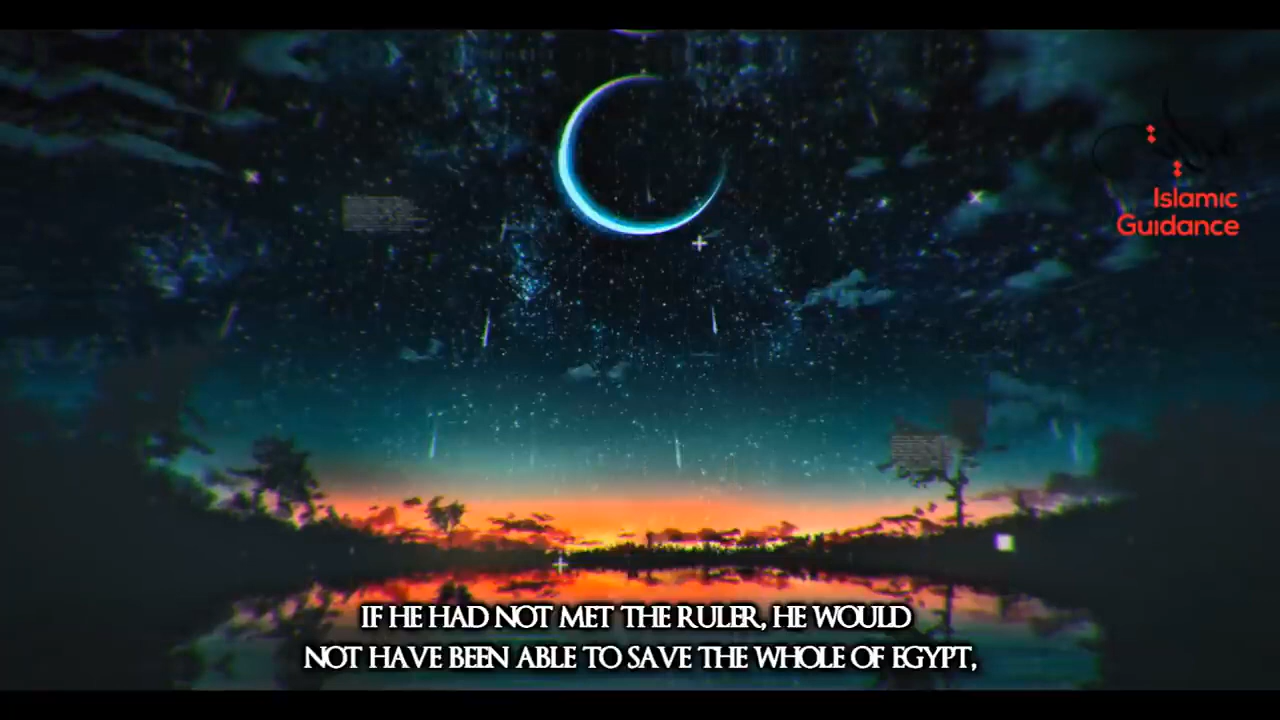 Islamic
Guidance
IF HE HAD NOT MET THE RULER, HE WOULD
NOT HAVE BEEN ABLE TO SAVE THE WHOLE OF EGYPT,